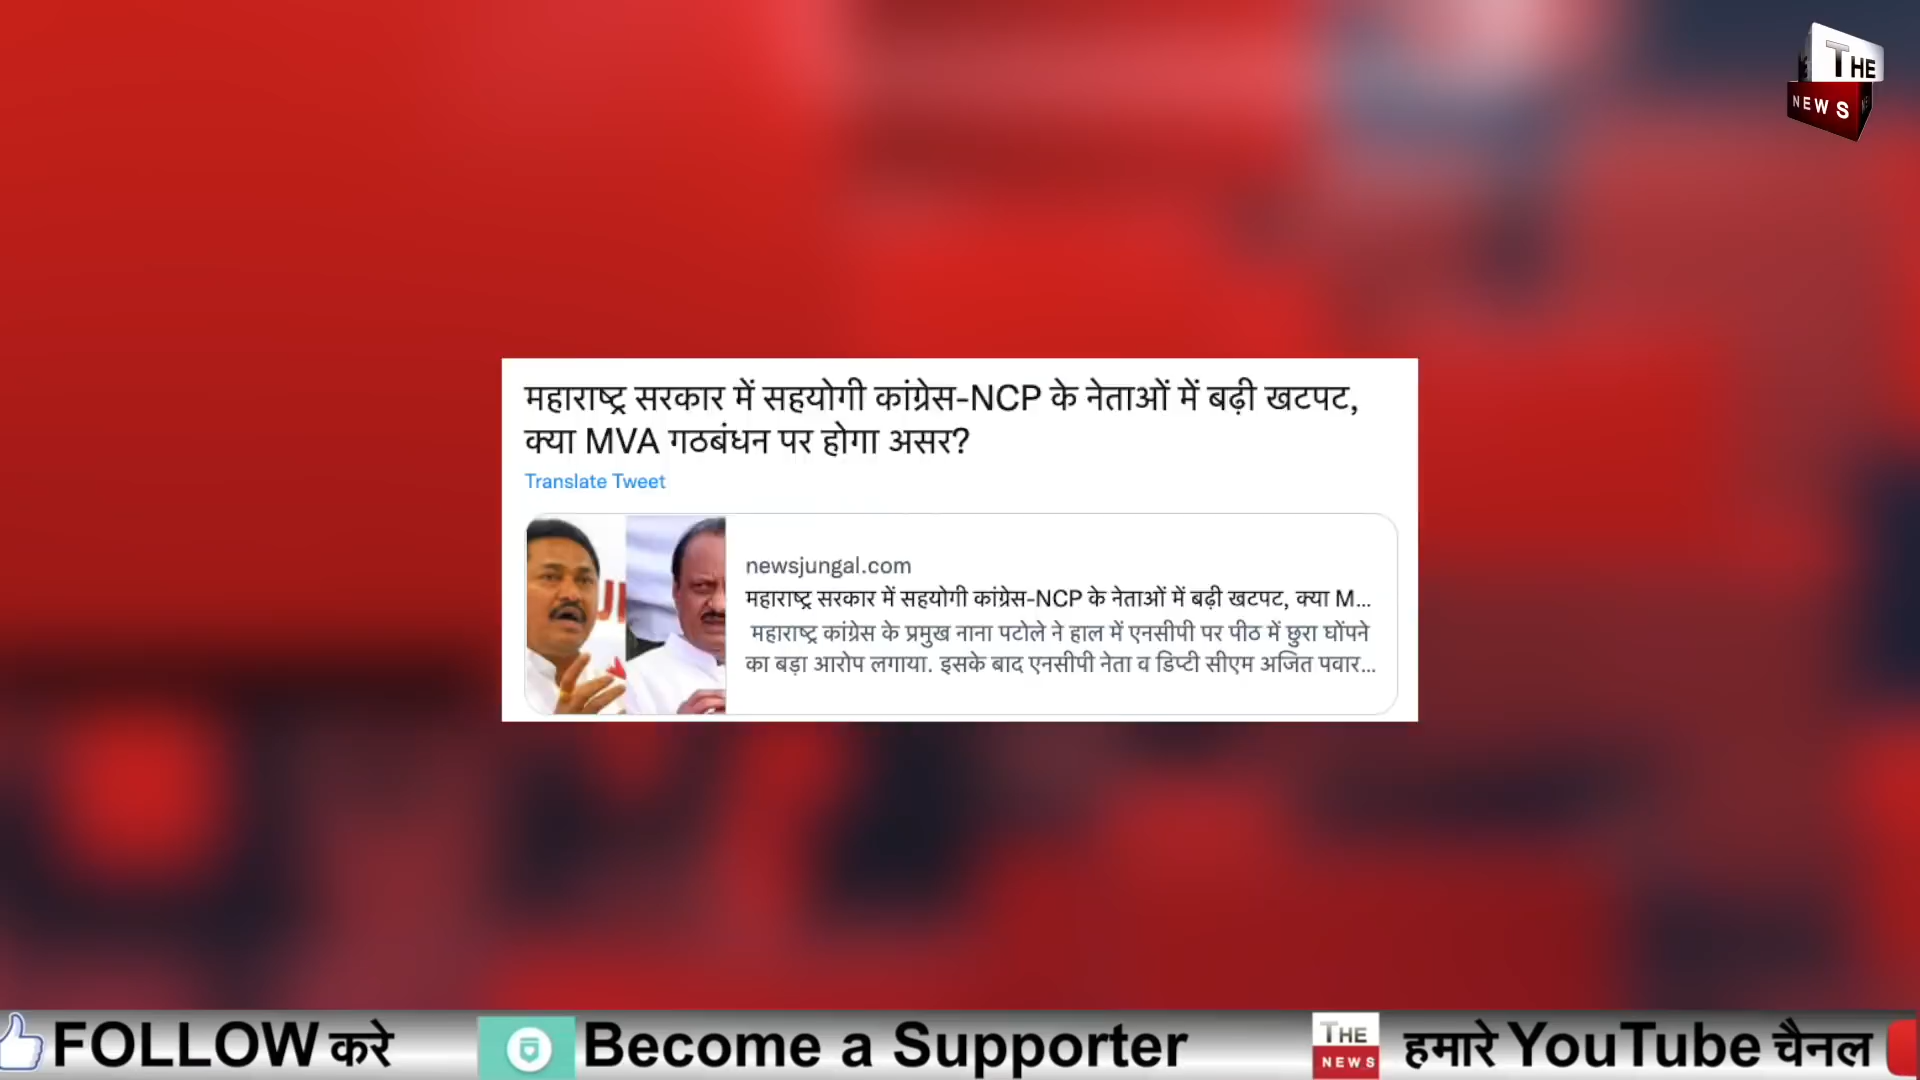 THE
NEWS
महाराष्ट्र सरकार में सहयोगी कांग्रेस-NCP के नेताओं में बढ़ी खटपट,
क्या MVA गठबंधन पर होगा असर?
Translate Tweet
newsjungal.com
महाराष्ट्र सरकार में सहयोगी कांग्रेस-NCP के नेताओं में बढ़ी खटपट, क्या M...
महाराष्ट्र कांग्रेस के प्रमुख नाना पटोले ने हाल में एनसीपी पर पीठ में छुरा घोंपने
का बड़ा आरोप लगाया. इसके बाद एनसीपी नेता व डिप्टी सीएम अजित पवार...
FOLLOW करे Become a Supporter THE NEWS हमारे YouTube चैनल